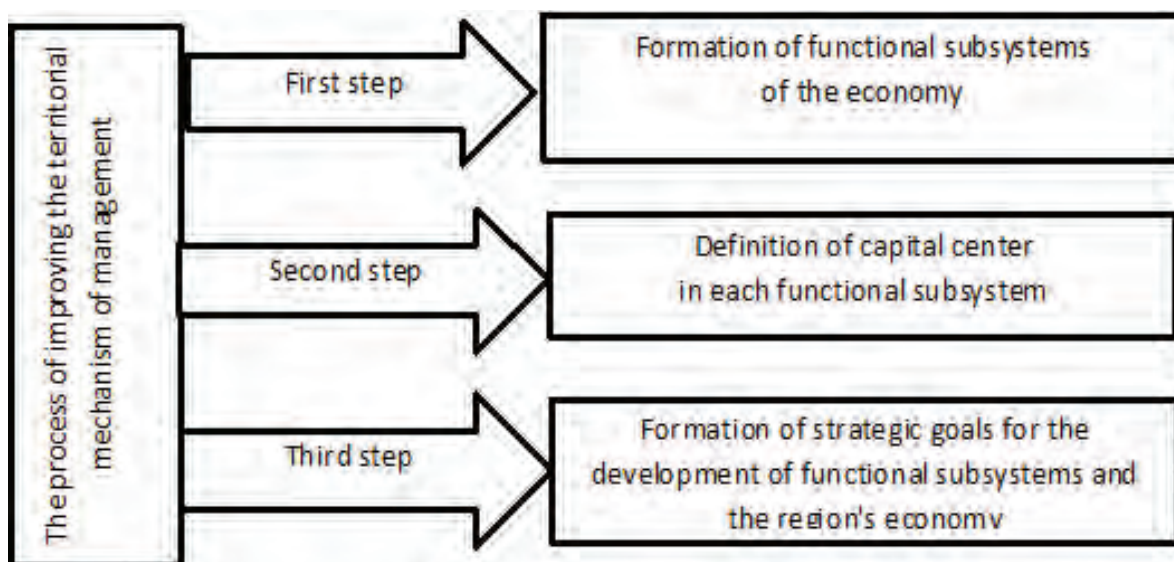 The process of improving the territorial
mechanism of management.
First step
Formation of functional subsystems
of the economy
Second step
Definition of capital center
in each functional subsystem
Third step
Formation of strategic goals for the
development of functional subsystems and
the region's economy